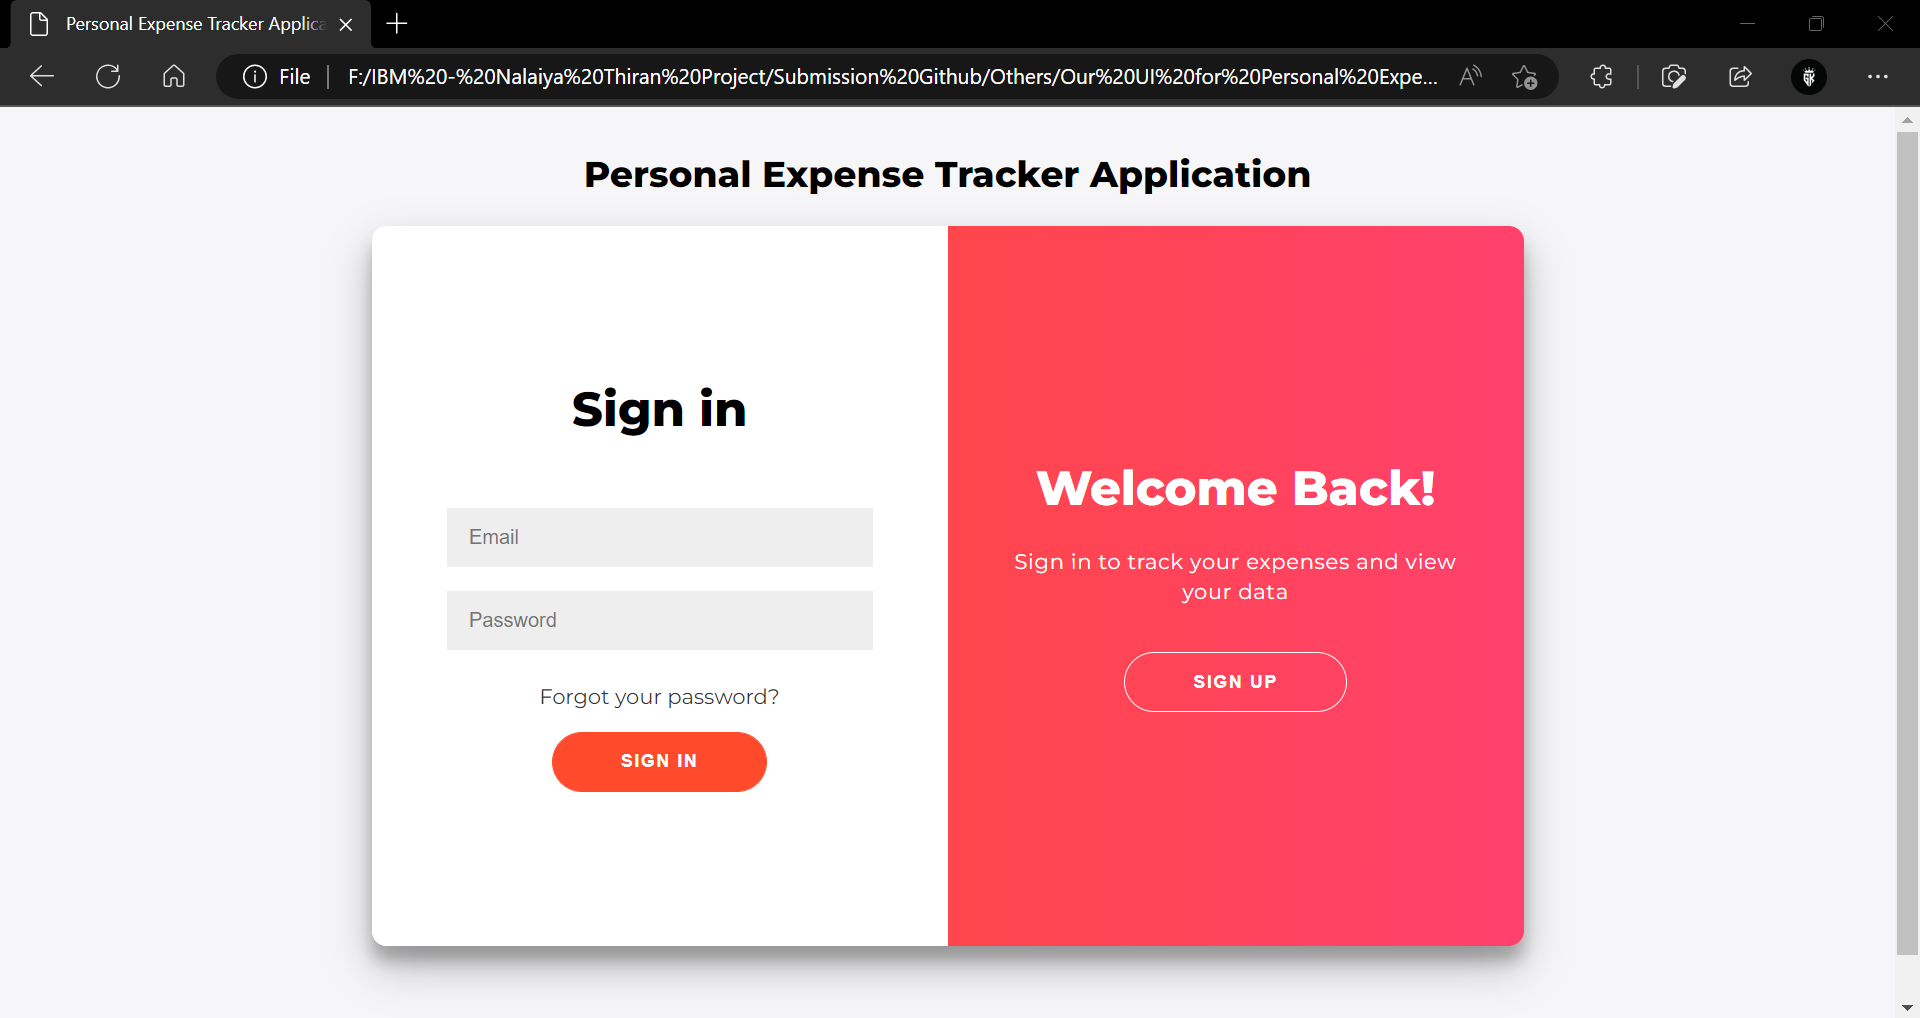 Personal Expense Tracker Applica
File
F:/IBM%20-%20Nalaiya%20Thiran%20Project/Submission%20Github/Others/Our%20UI%20for%20Personal%20Expe...
Personal Expense Tracker Application
Sign in
Email
Password
Forgot your password?
SIGN IN
Welcome Back!
Sign in to track your expenses and view
your data
SIGN UP